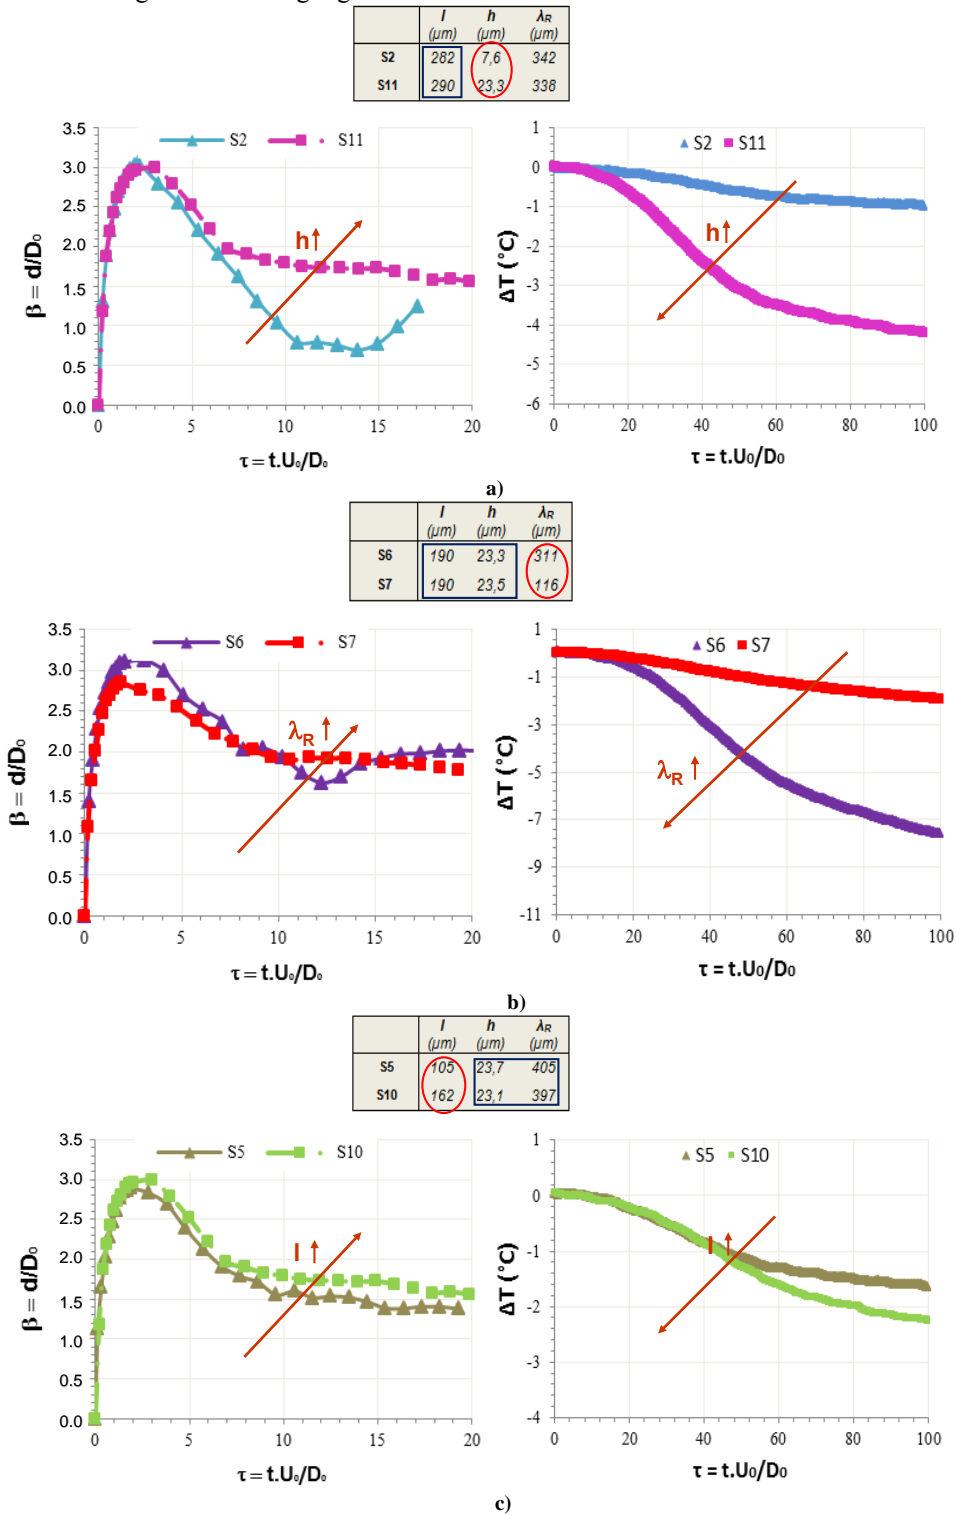 l h λR
(μm) (μm) (μm)
S2 282 7,6 342
S11 290 23,3 338
3.5
3.0
2.5
2.0
1.5
1.0
0.5
0.0
β = d/D₀
S2 S11
h↑
0 5 10 15 20
τ = t.U₀/D₀
1
0
-1
-2
-3
-4
-5
-6
ΔT (°C)
S2 S11
h↑
0 20 40 60 80 100
τ = t.U₀/D₀
a)
l h λR
(μm) (μm) (μm)
S6 190 23,3 311
S7 190 23,5 116
3.5
3.0
2.5
2.0
1.5
1.0
0.5
0.0
β = d/D₀
S6 S7
λR ↑
0 5 10 15 20
τ = t.U₀/D₀
1
-1
-3
-5
-7
-9
-11
ΔT (°C)
S6 S7
λR ↑
0 20 40 60 80 100
τ = t.U₀/D₀
b)
l h λR
(μm) (μm) (μm)
S5 105 23,7 405
S10 162 23,1 397
3.5
3.0
2.5
2.0
1.5
1.0
0.5
0.0
β = d/D₀
S5 S10
l ↑
0 5 10 15 20
τ = t.U₀/D₀
1
0
-1
-2
-3
-4
ΔT (°C)
S5 S10
l ↑
0 20 40 60 80 100
τ = t.U₀/D₀
c)